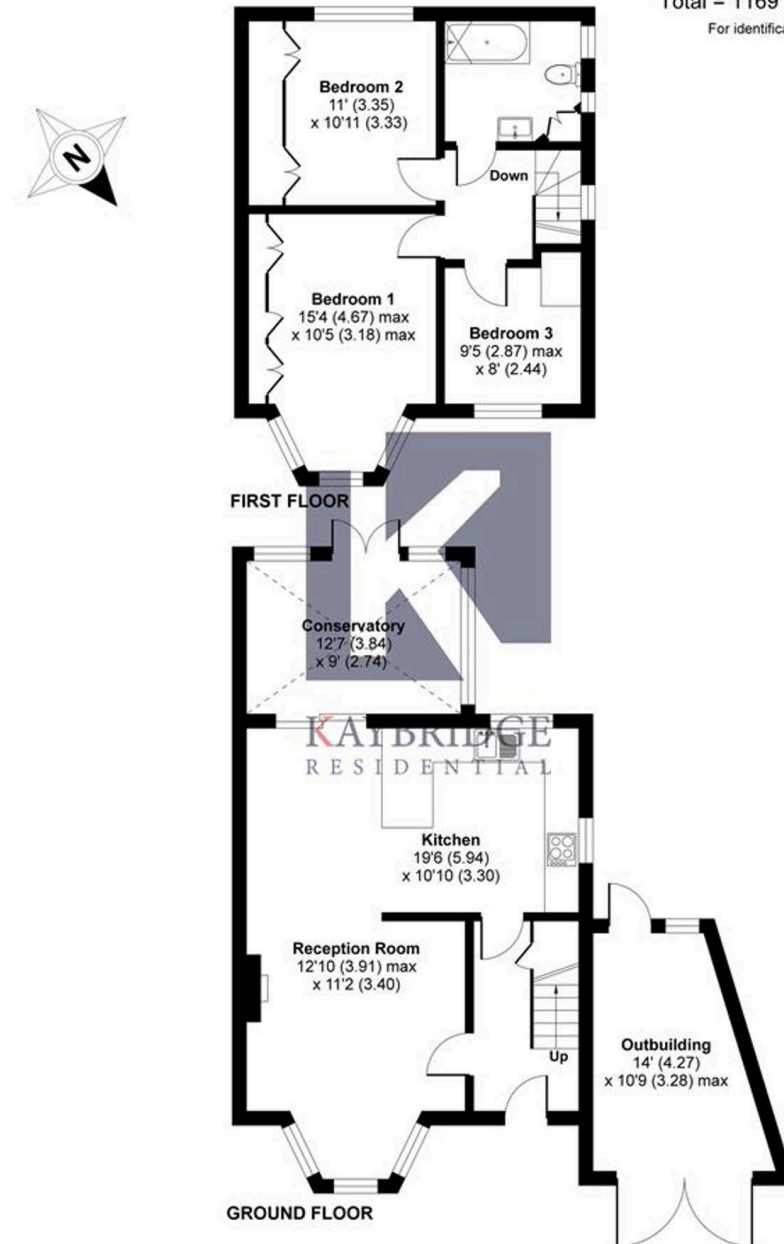 Total = 1169
For identifica
N
Bedroom 2
11' (3.35)
x 10'11 (3.33)
Down
Bedroom 1
15'4 (4.67) max
x 10'5 (3.18) max
Bedroom 3
9'5 (2.87) max
x 8' (2.44)
FIRST FLOOR
Conservatory
12'7 (3.84)
x 9' (2.74)
KAYBRIDGE
RESIDENTIAL
Kitchen
19'6 (5.94)
x 10'10 (3.30)
Reception Room
12'10 (3.91) max
x 11'2 (3.40)
Up
Outbuilding
14' (4.27)
x 10'9 (3.28) max
GROUND FLOOR